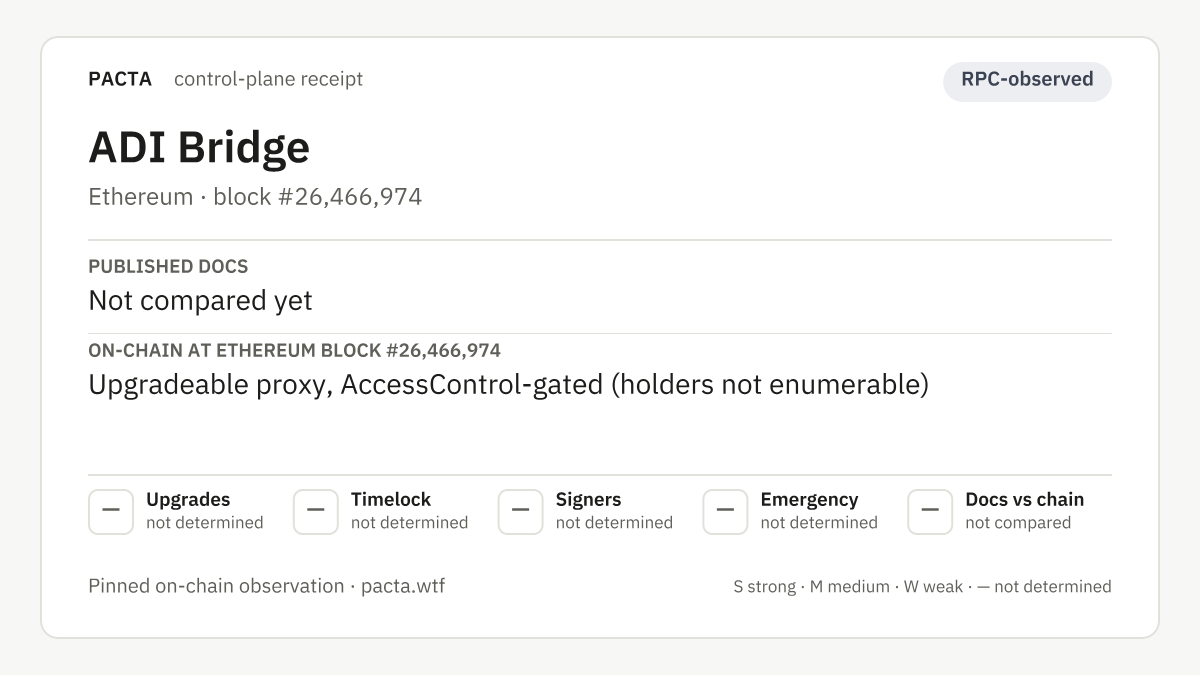 PACTA control-plane receipt RPC-observed
ADI Bridge
Ethereum · block #26,466,974
PUBLISHED DOCS
Not compared yet
ON-CHAIN AT ETHEREUM BLOCK #26,466,974
Upgradeable proxy, AccessControl-gated (holders not enumerable)
— Upgrades — Timelock — Signers — Emergency — Docs vs chain
not determined not determined not determined not determined not compared
Pinned on-chain observation · pacta.wtf S strong · M medium · W weak · — not determined